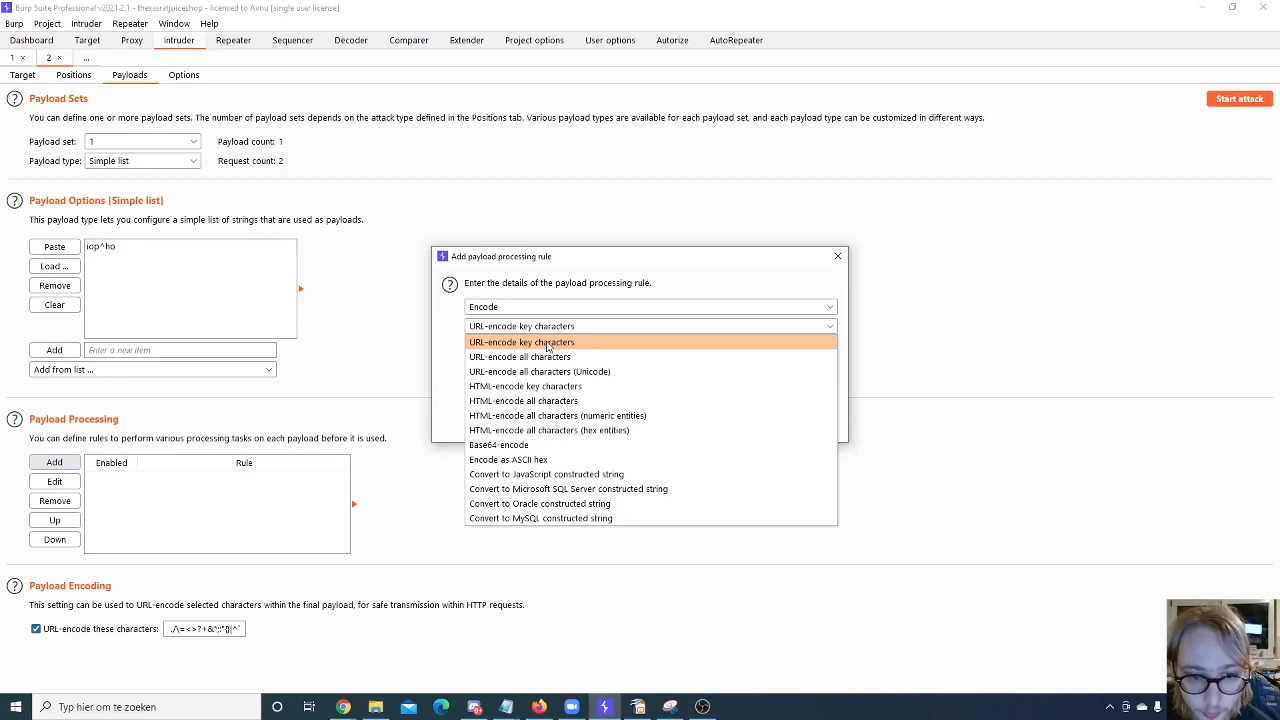 Burp Suite Professional v2021.2.1 - thexssratjuiceshop - licensed to Avnu [single user license]
Burp Project Intruder Repeater Window Help
Dashboard Target Proxy Intruder Repeater Sequencer Decoder Comparer Extender Project options User options Autorize AutoRepeater
1 × 2 × ...
Target Positions Payloads Options
? Payload Sets Start attack
You can define one or more payload sets. The number of payload sets depends on the attack type defined in the Positions tab. Various payload types are available for each payload set, and each payload type can be customized in different ways.
Payload set: 1 Payload count: 1
Payload type: Simple list Request count: 2
? Payload Options [Simple list]
This payload type lets you configure a simple list of strings that are used as payloads.
Paste iop^ho
Load ...
Remove
Clear
Add Enter a new item
Add from list ...
? Payload Processing
You can define rules to perform various processing tasks on each payload before it is used.
Add Enabled Rule
Edit
Remove
Up
Down
? Payload Encoding
This setting can be used to URL-encode selected characters within the final payload, for safe transmission within HTTP requests.
URL-encode these characters:
Add payload processing rule
? Enter the details of the payload processing rule.
Encode
URL-encode key characters
URL-encode key characters
URL-encode all characters
URL-encode all characters (Unicode)
HTML-encode key characters
HTML-encode all characters
HTML-encode all characters (numeric entities)
HTML-encode all characters (hex entities)
Base64-encode
Encode as ASCII hex
Convert to JavaScript constructed string
Convert to Microsoft SQL Server constructed string
Convert to Oracle constructed string
Convert to MySQL constructed string
Typ hier om te zoeken